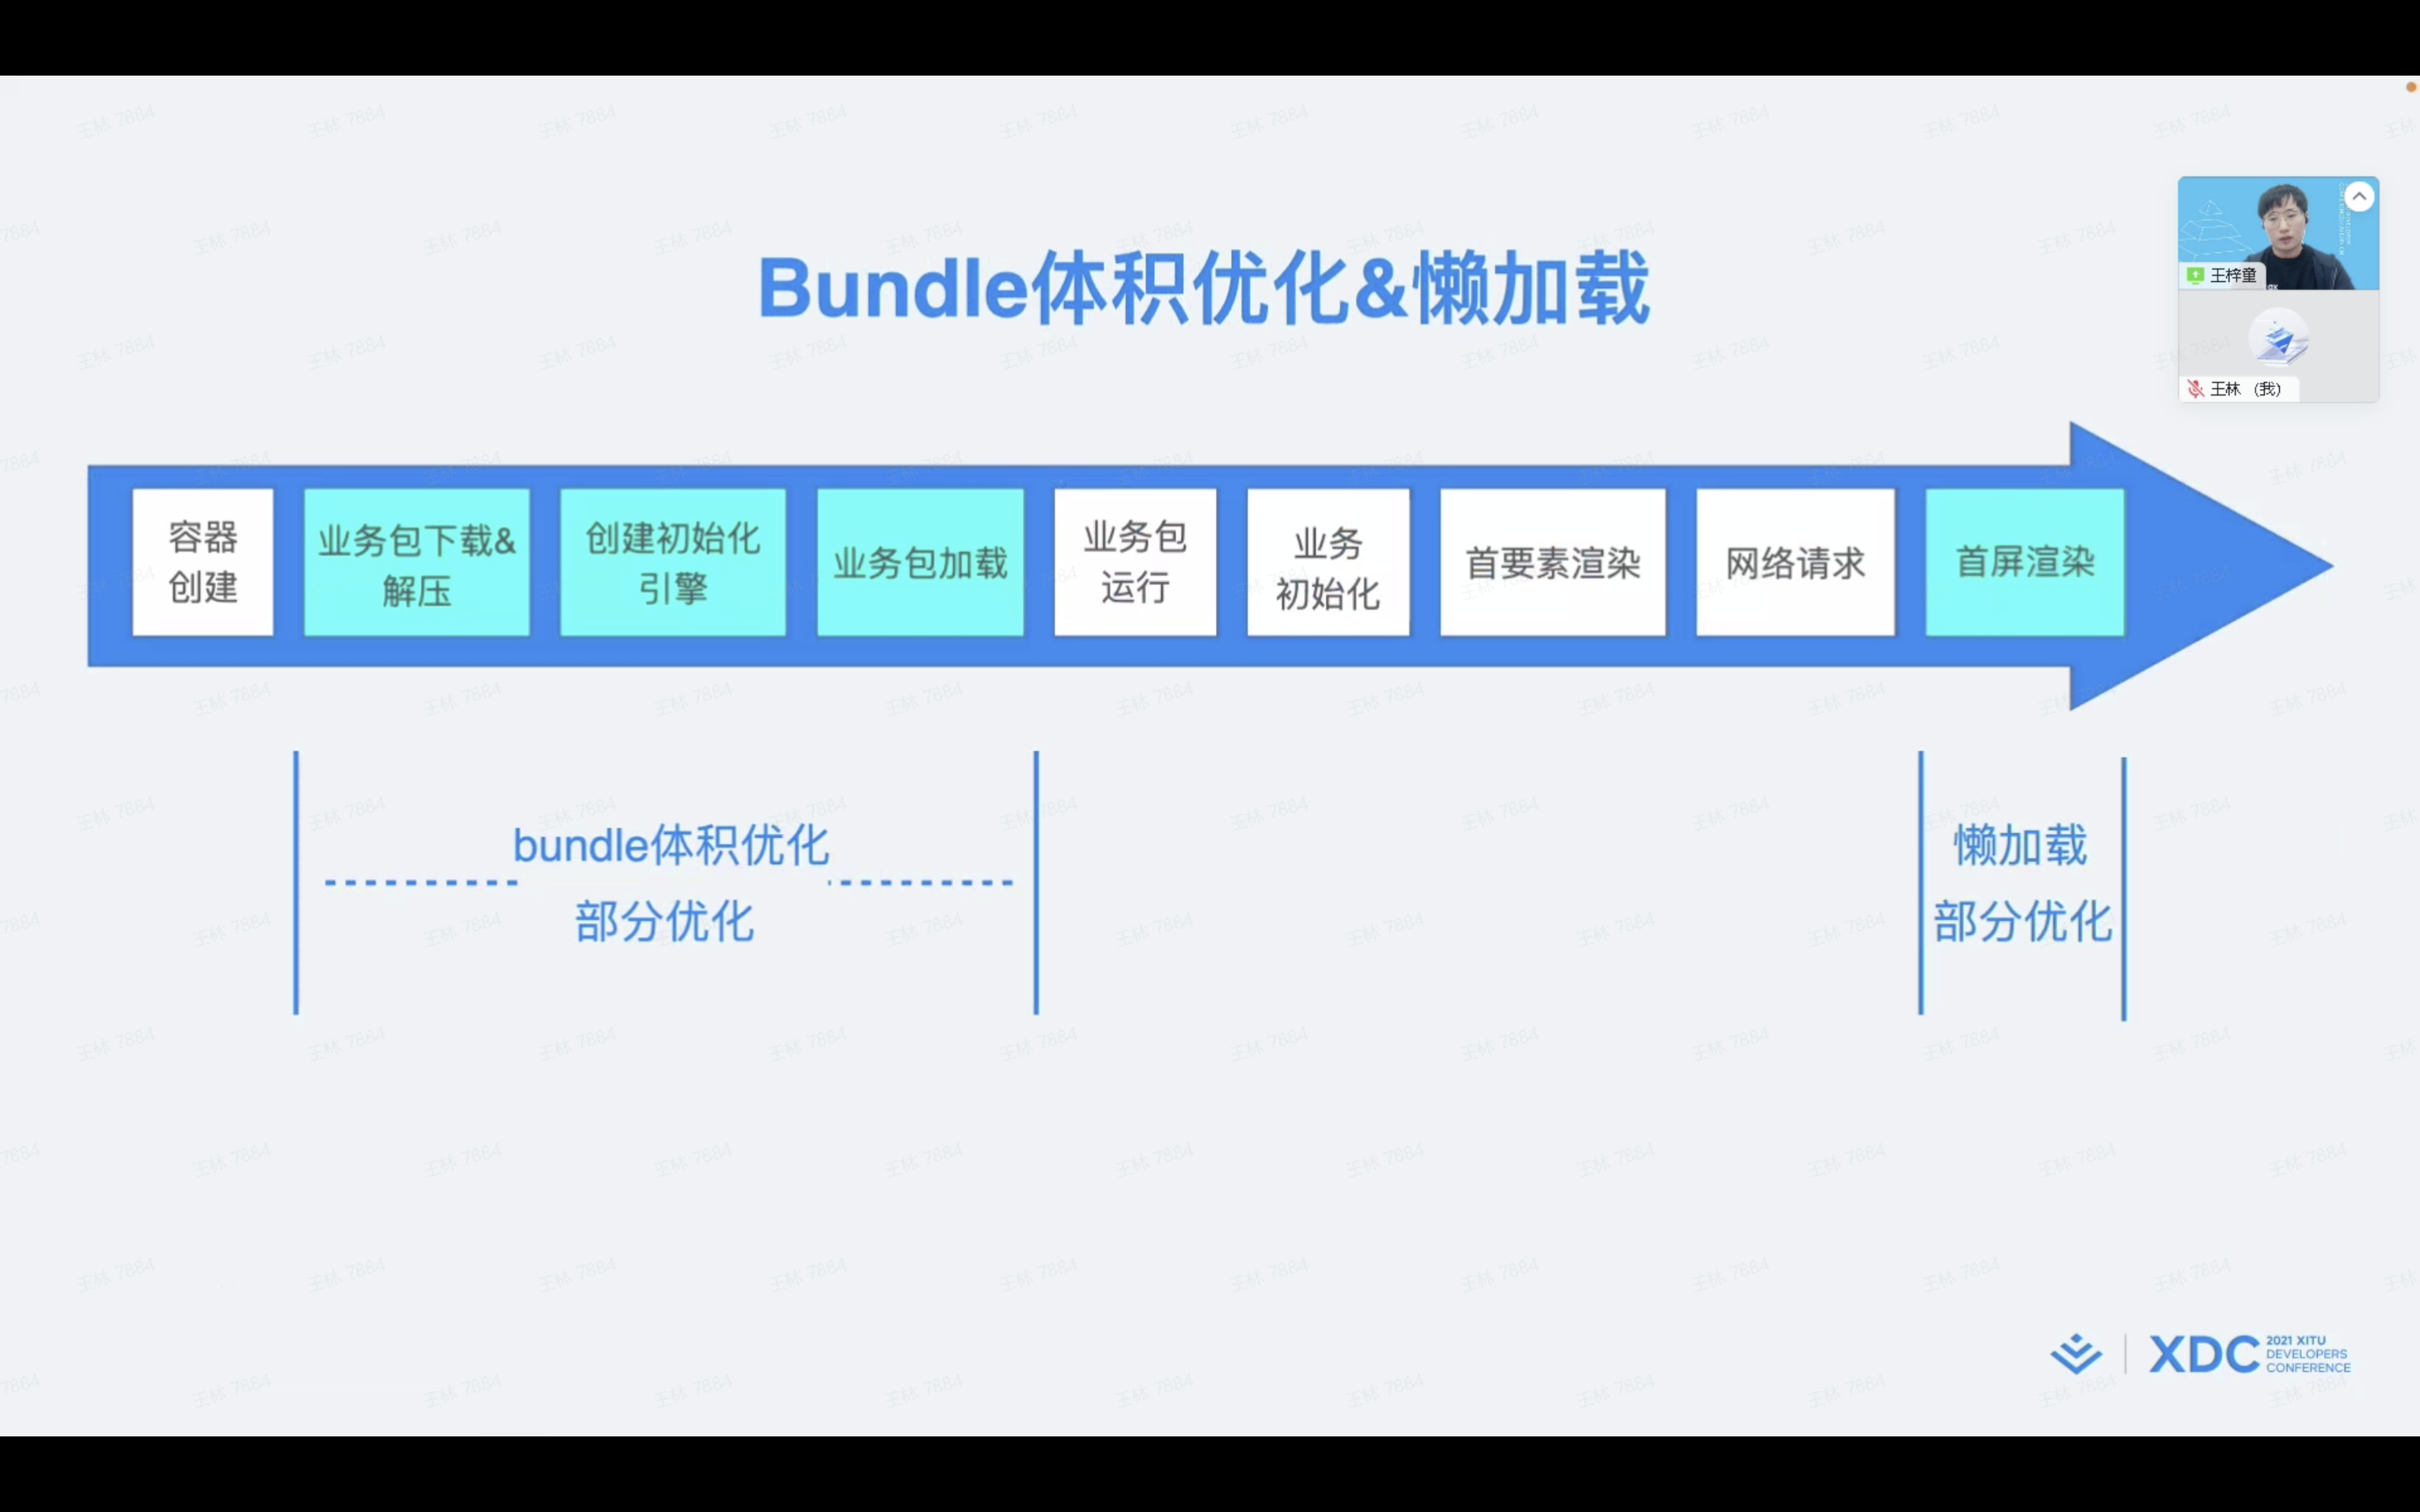 Bundle体积优化&懒加载
王梓童
王林 (我)
容器
创建
业务包下载&
解压
创建初始化
引擎
业务包加载
业务包
运行
业务
初始化
首要素渲染
网络请求
首屏渲染
bundle体积优化
部分优化
懒加载
部分优化
XDC
2021 XITU
DEVELOPERS
CONFERENCE
王林 7884